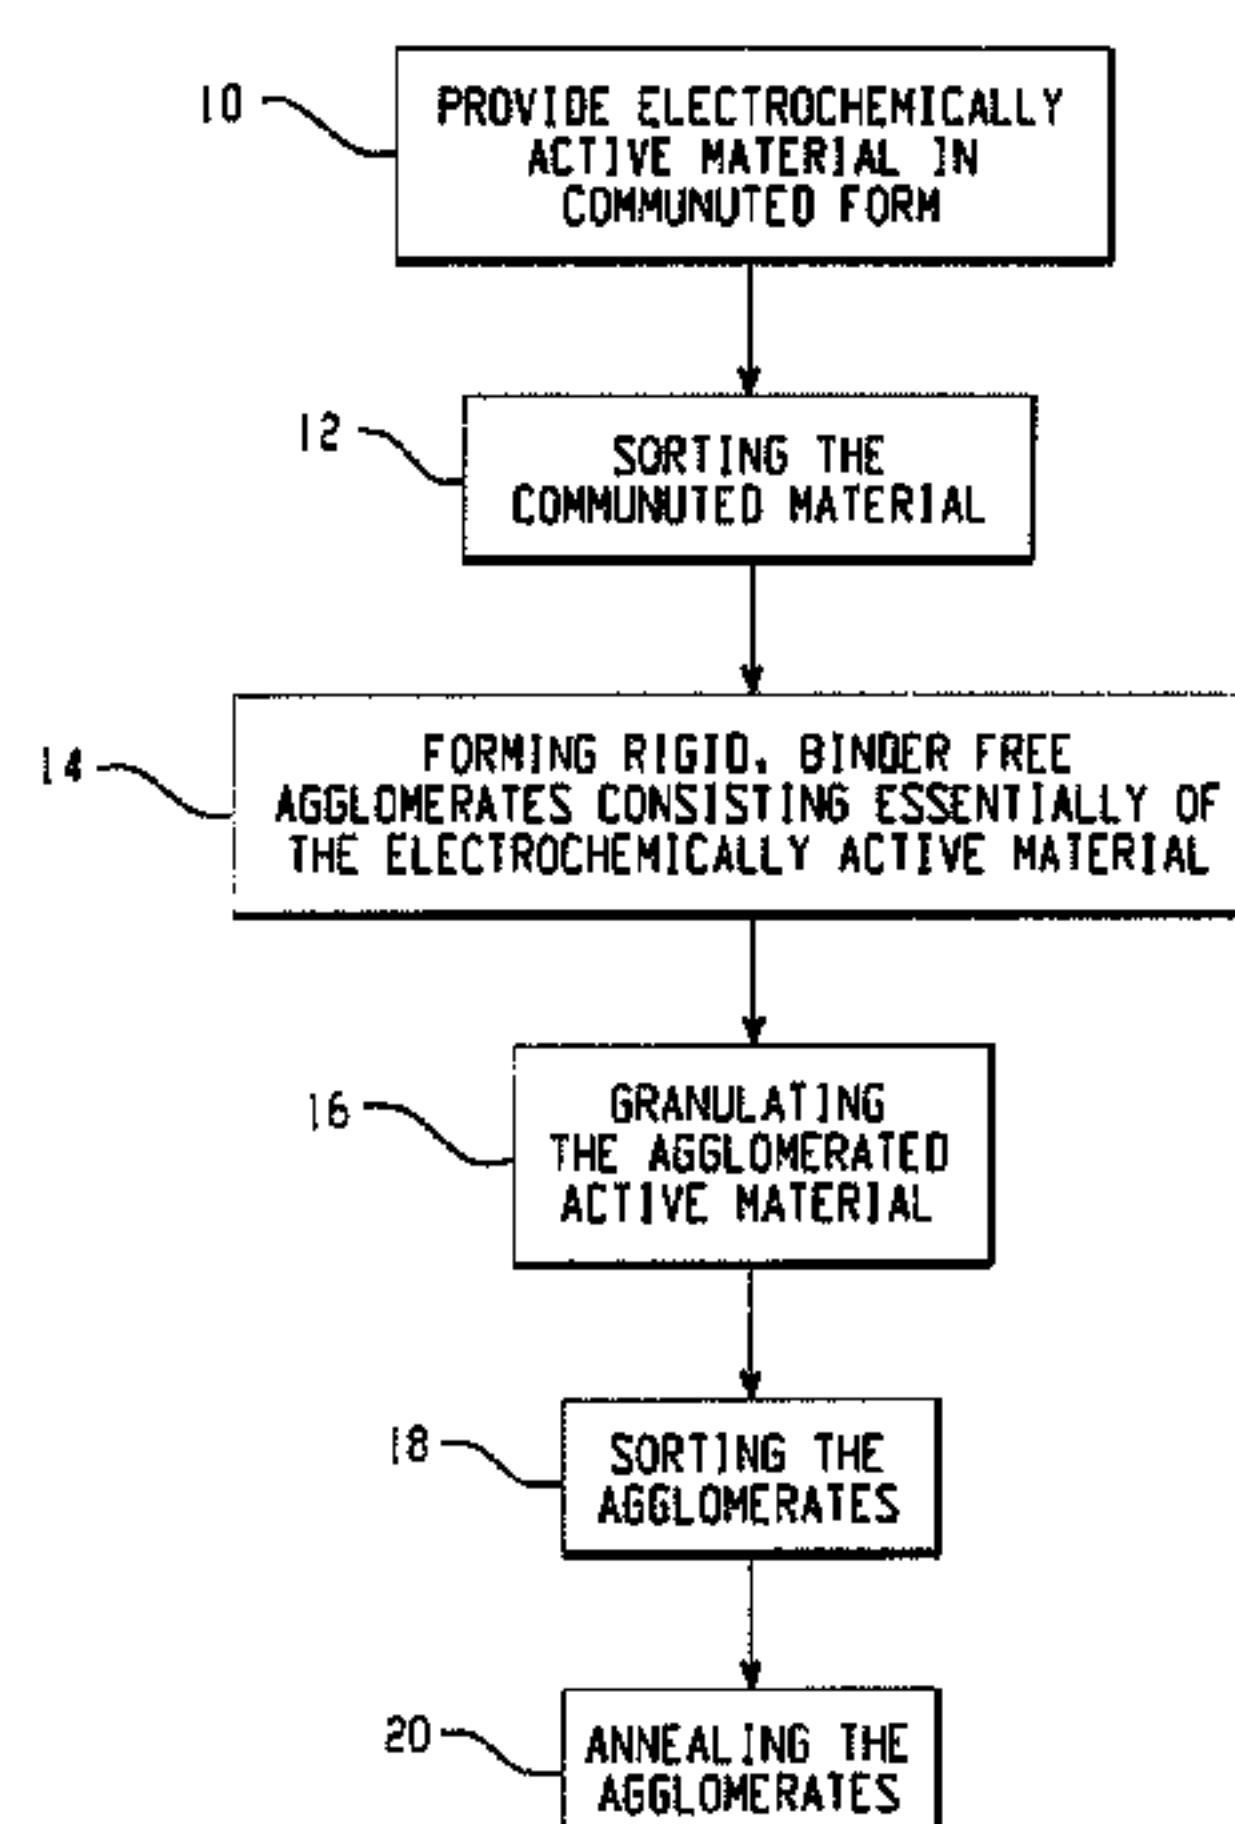 10
PROVIDE ELECTROCHEMICALLY
ACTIVE MATERIAL IN
COMMUNUTED FORM
12
SORTING THE
COMMUNUTED MATERIAL
14
FORMING RIGID, BINDER FREE
AGGLOMERATES CONSISTING ESSENTIALLY OF
THE ELECTROCHEMICALLY ACTIVE MATERIAL
16
GRANULATING
THE AGGLOMERATED
ACTIVE MATERIAL
18
SORTING THE
AGGLOMERATES
20
ANNEALING THE
AGGLOMERATES